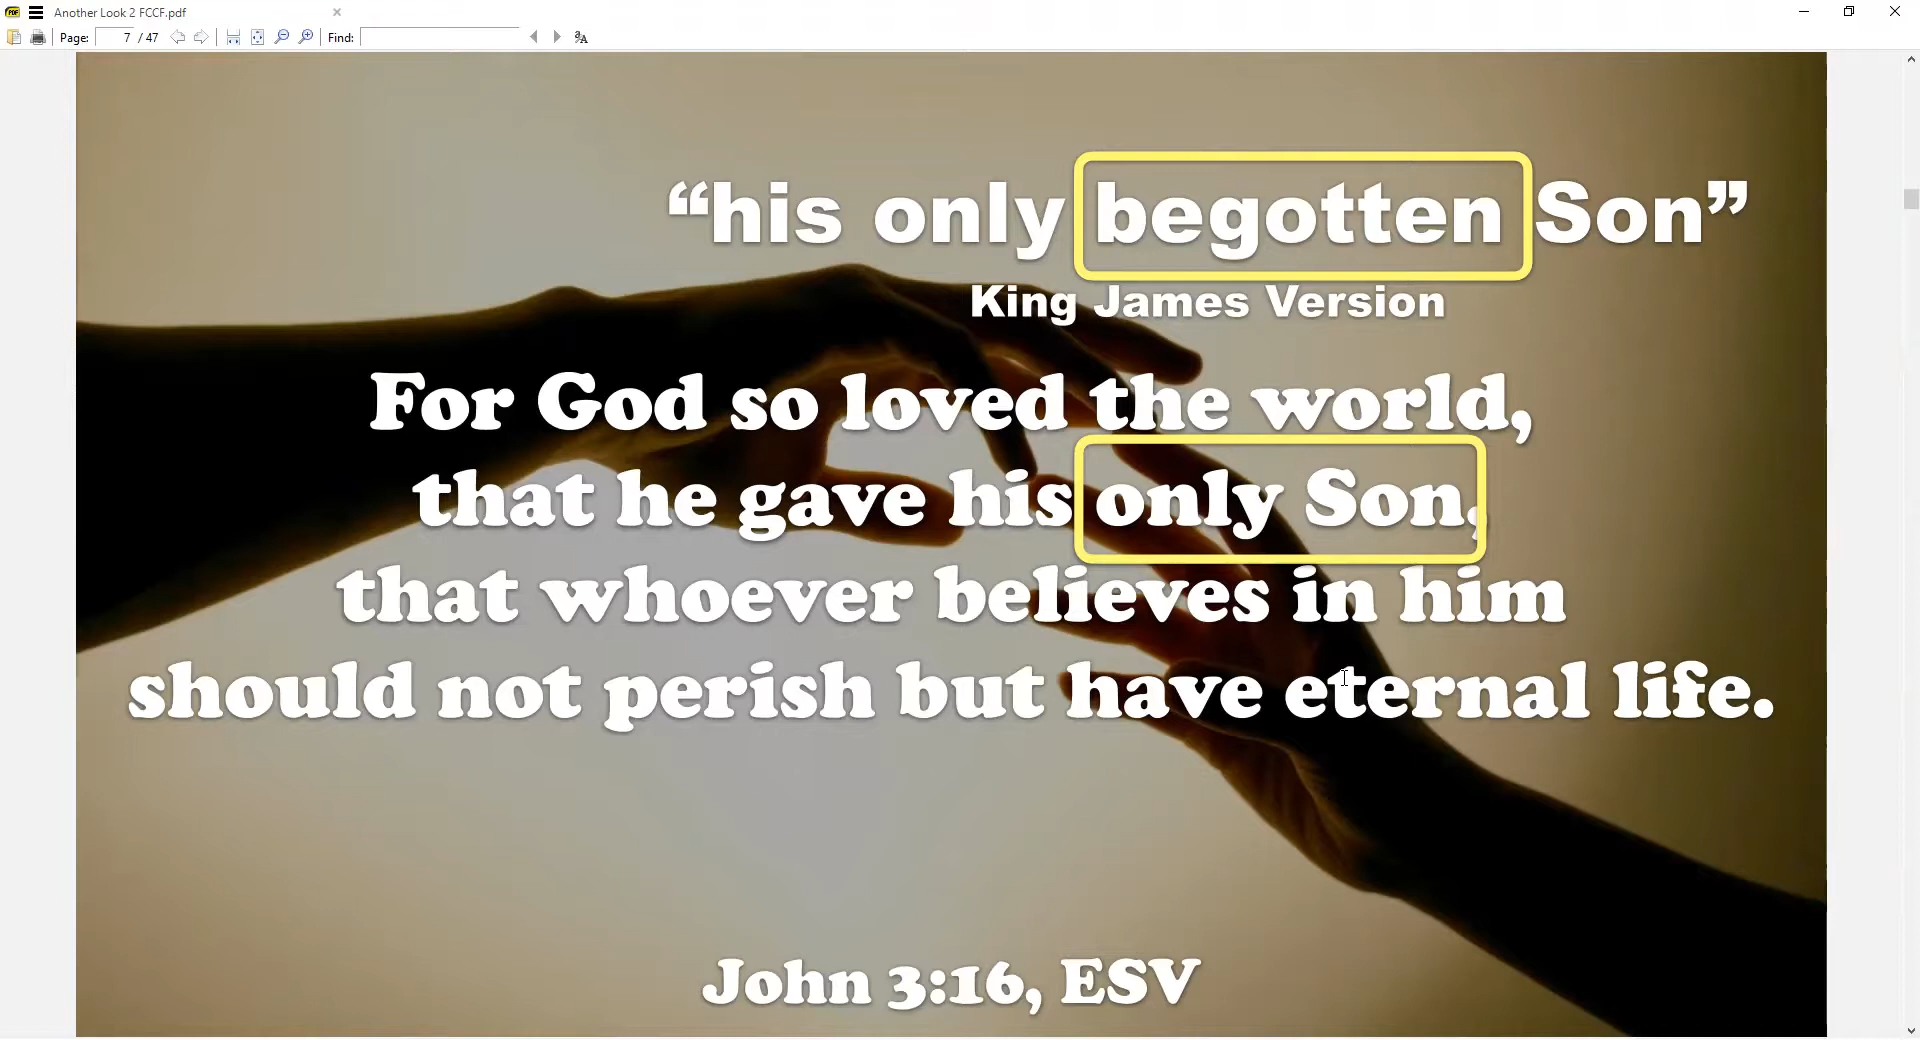 Another Look 2 FCCF.pdf
Page: 7 / 47 Find:
“his only begotten Son”
King James Version
For God so loved the world,
that he gave his only Son,
that whoever believes in him
should not perish but have eternal life.
John 3:16, ESV